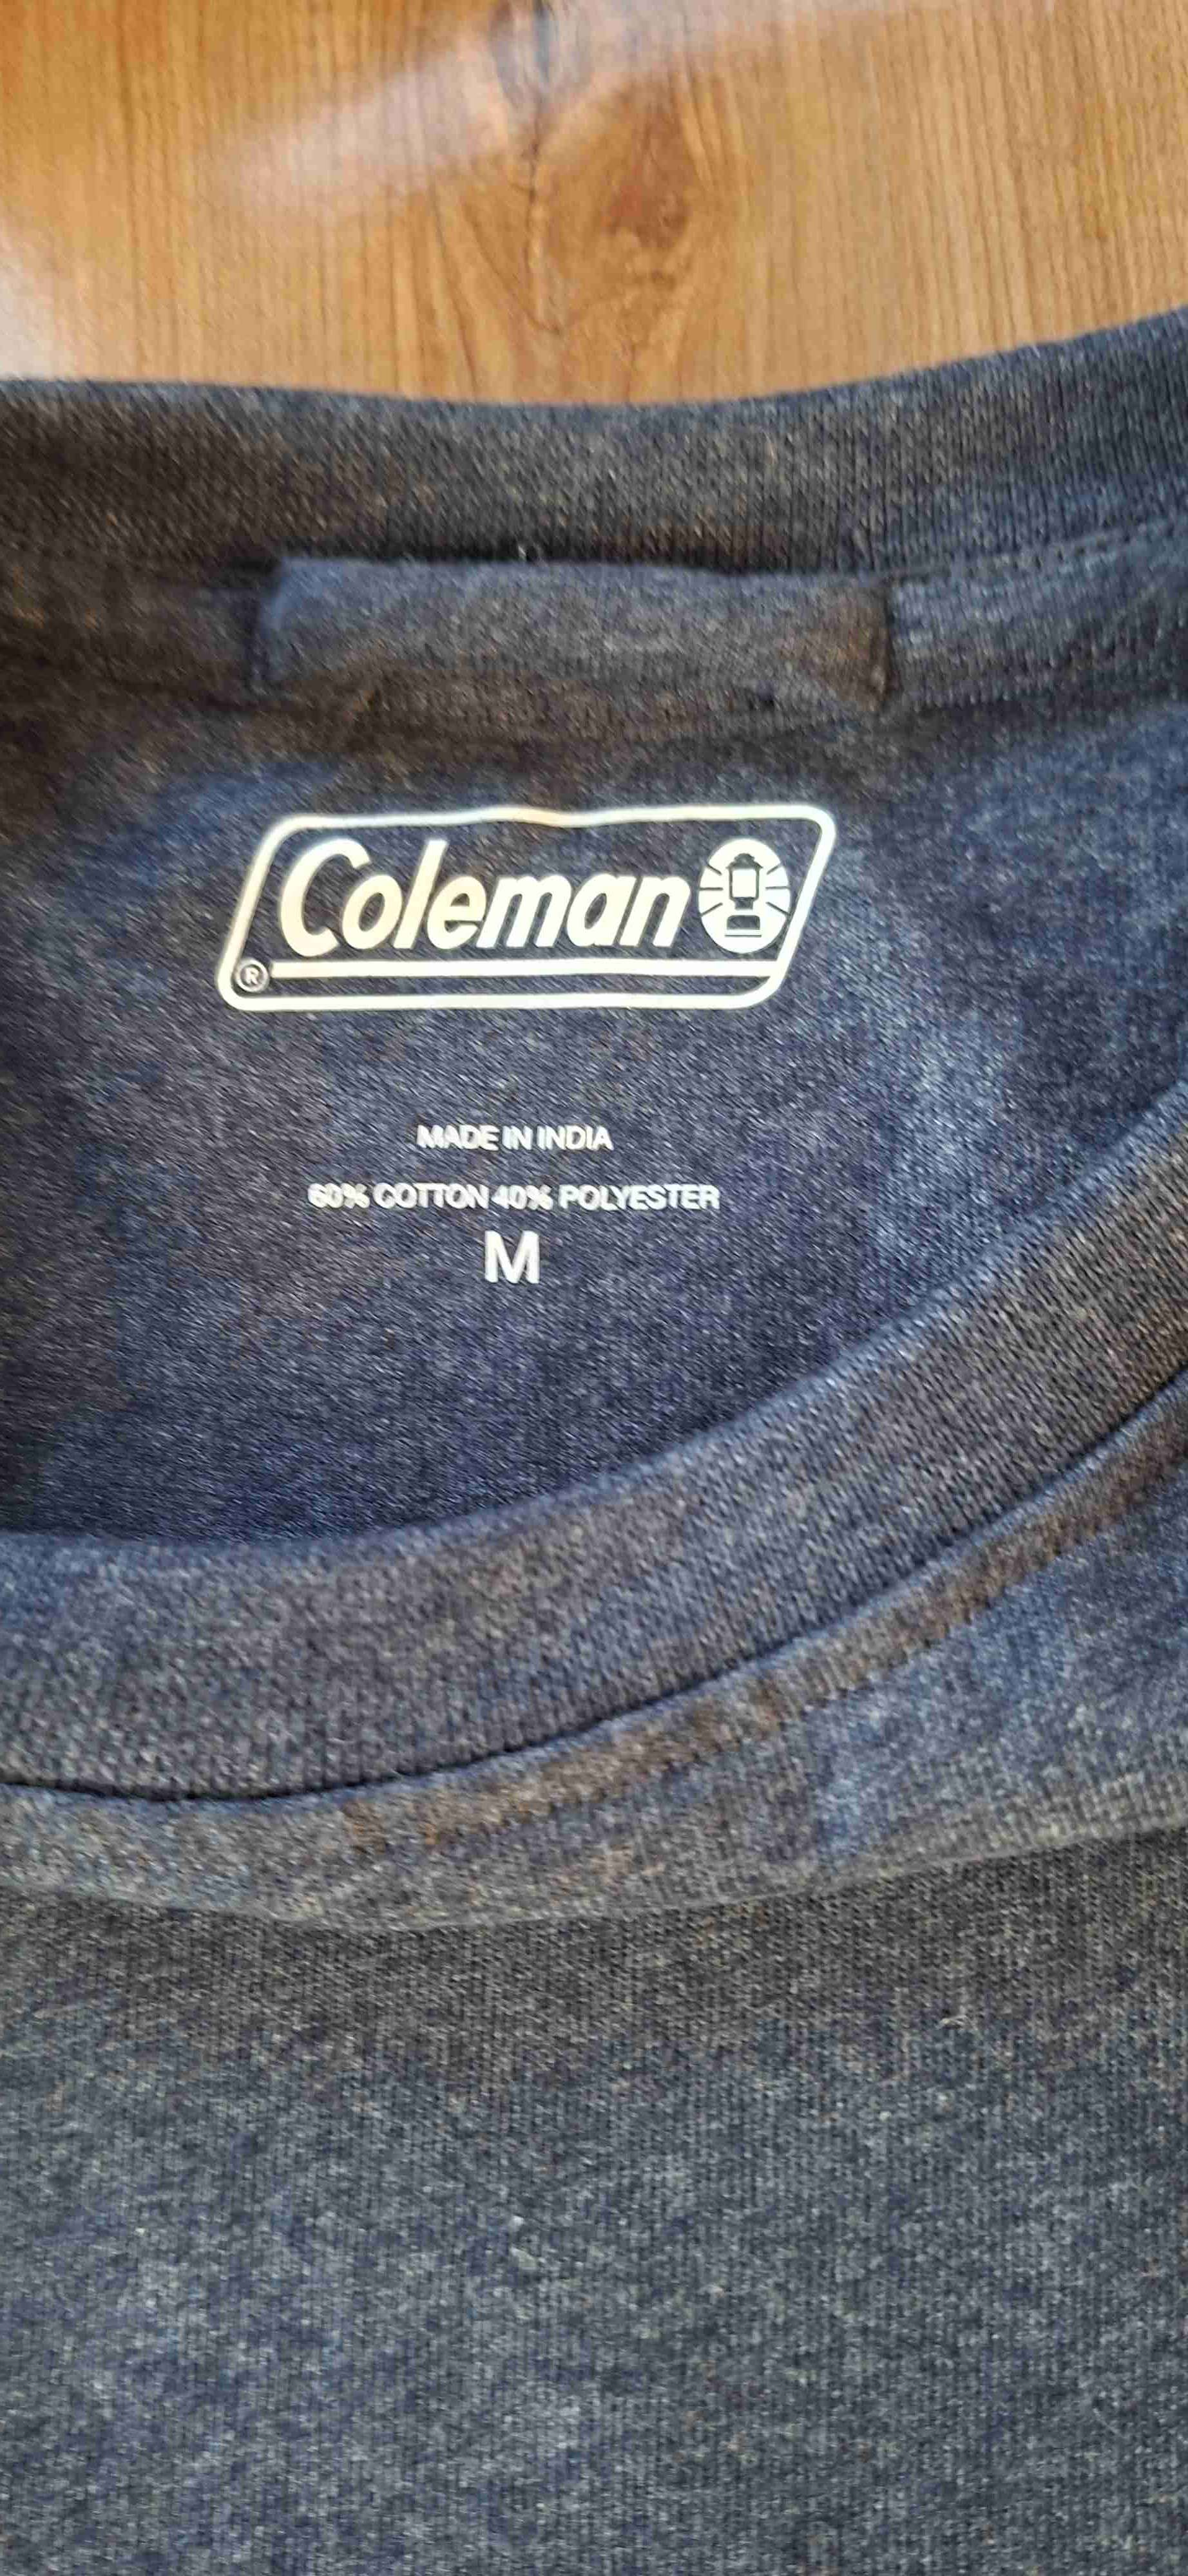 Coleman
®
MADE IN INDIA
60% COTTON 40% POLYESTER
M